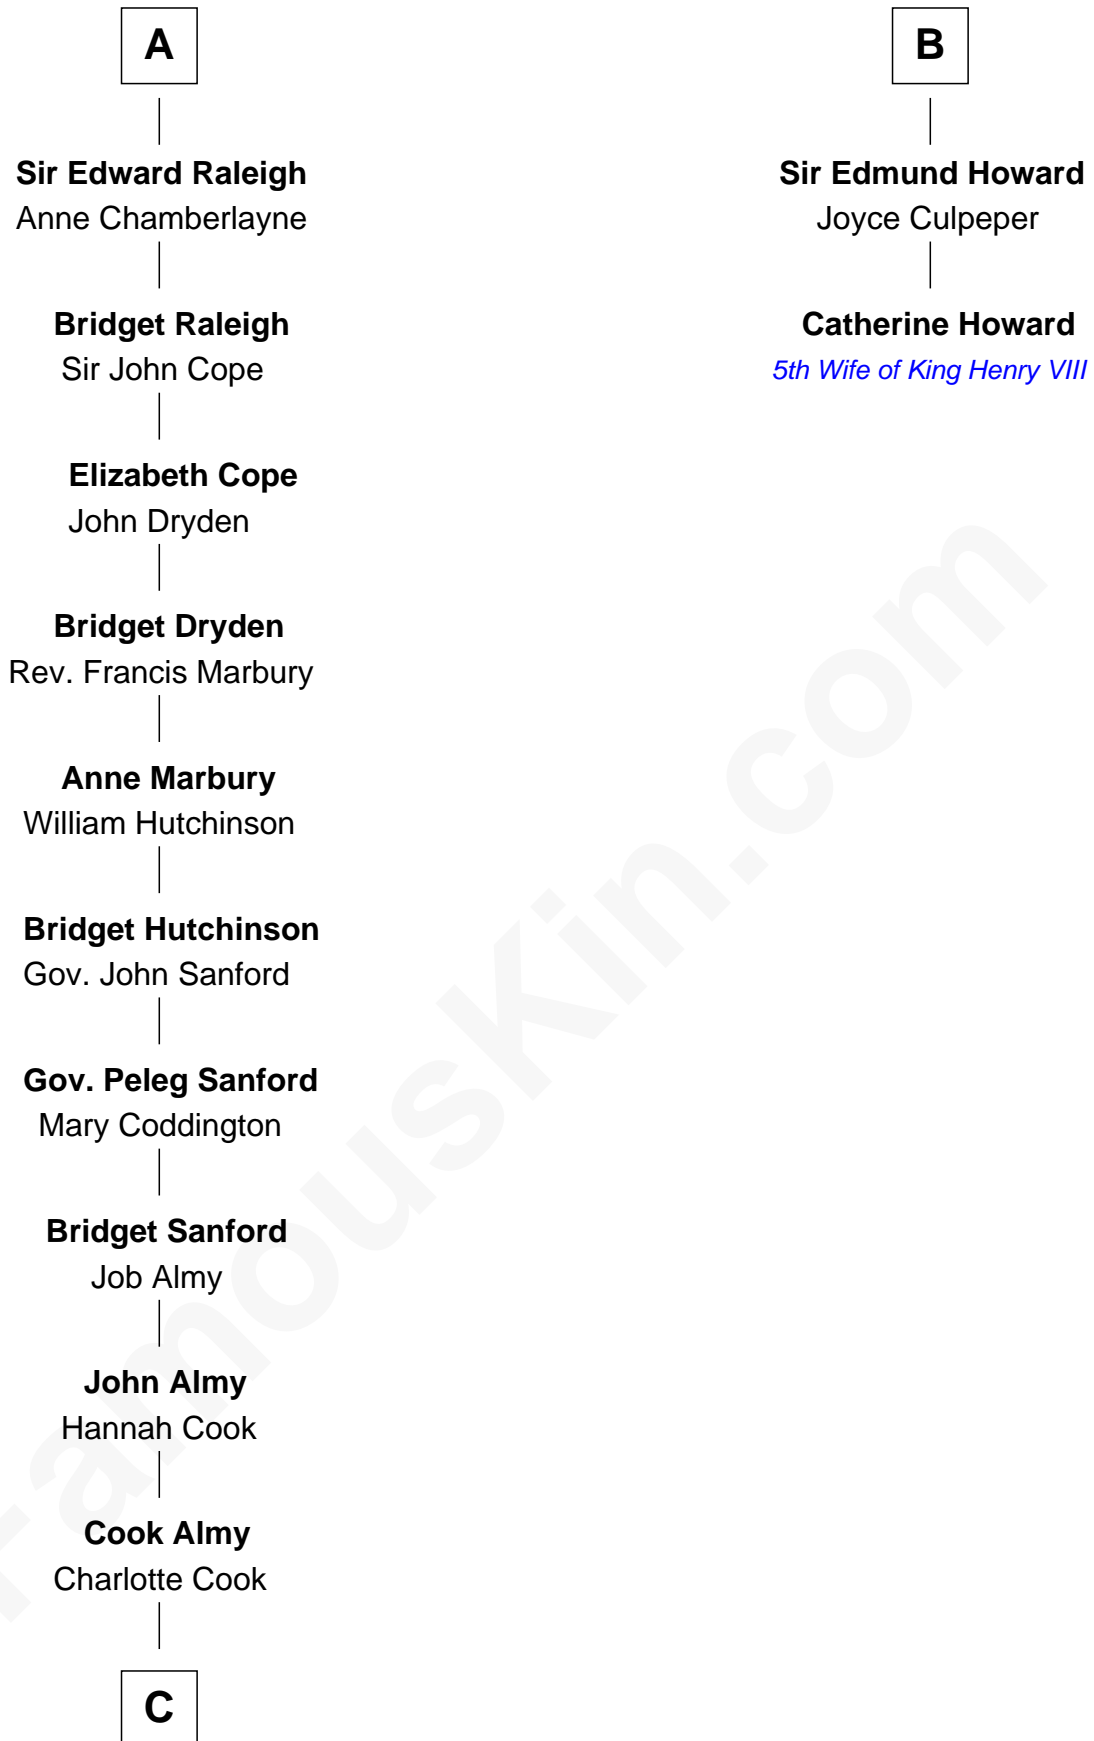 A
Sir Edward Raleigh
Anne Chamberlayne
Bridget Raleigh
Sir John Cope
Elizabeth Cope
John Dryden
Bridget Dryden
Rev. Francis Marbury
Anne Marbury
William Hutchinson
Bridget Hutchinson
Gov. John Sanford
Gov. Peleg Sanford
Mary Coddington
Bridget Sanford
Job Almy
John Almy
Hannah Cook
Cook Almy
Charlotte Cook
C
B
Sir Edmund Howard
Joyce Culpeper
Catherine Howard
5th Wife of King Henry VIII
FamousKin.com